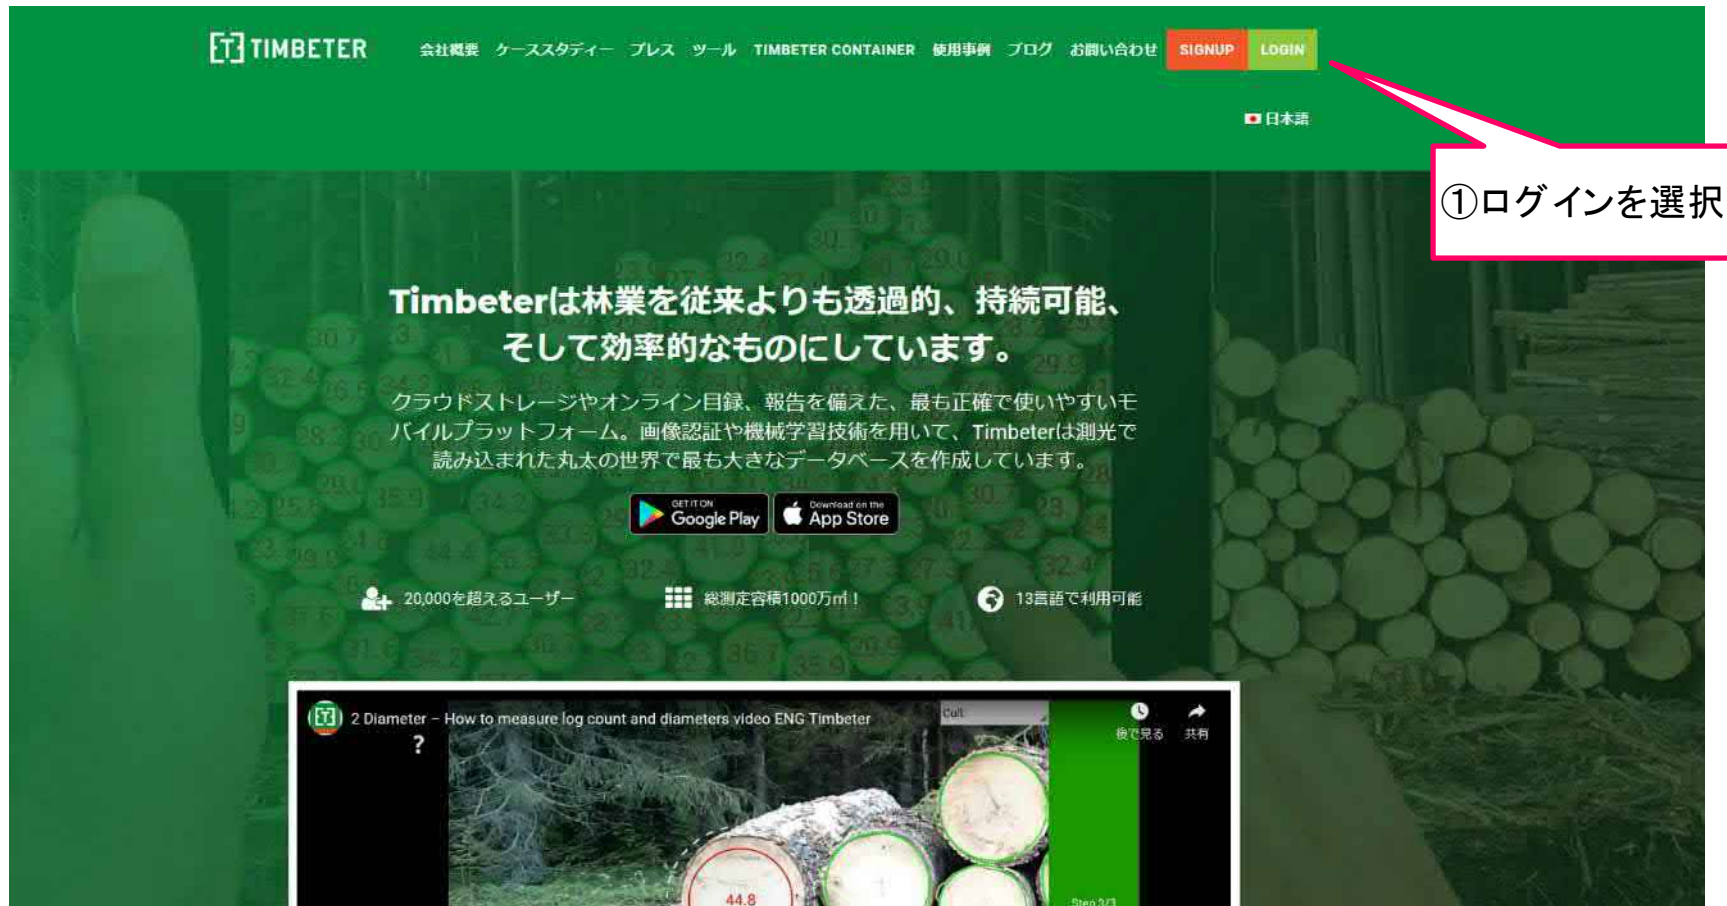 [T] TIMBETER
会社概要 ケーススタディー プレス ツール TIMBETER CONTAINER 使用事例 ブログ お問い合わせ SIGNUP LOGIN
日本語
①ログインを選択
Timbeterは林業を従来よりも透過的、持続可能、
そして効率的なものにしています。
クラウドストレージやオンライン目録、報告を備えた、最も正確で使いやすいモ
バイルプラットフォーム。画像認証や機械学習技術を用いて、Timbeterは測光で
読み込まれた丸太の世界で最も大きなデータベースを作成しています。
GET IT ON
Google Play
Download on the
App Store
20,000を超えるユーザー
総測定容積1000万㎥！
13言語で利用可能
[T] 2 Diameter – How to measure log count and diameters video ENG Timbeter
?
Cull
後で見る 共有
44.8
Step 3/3